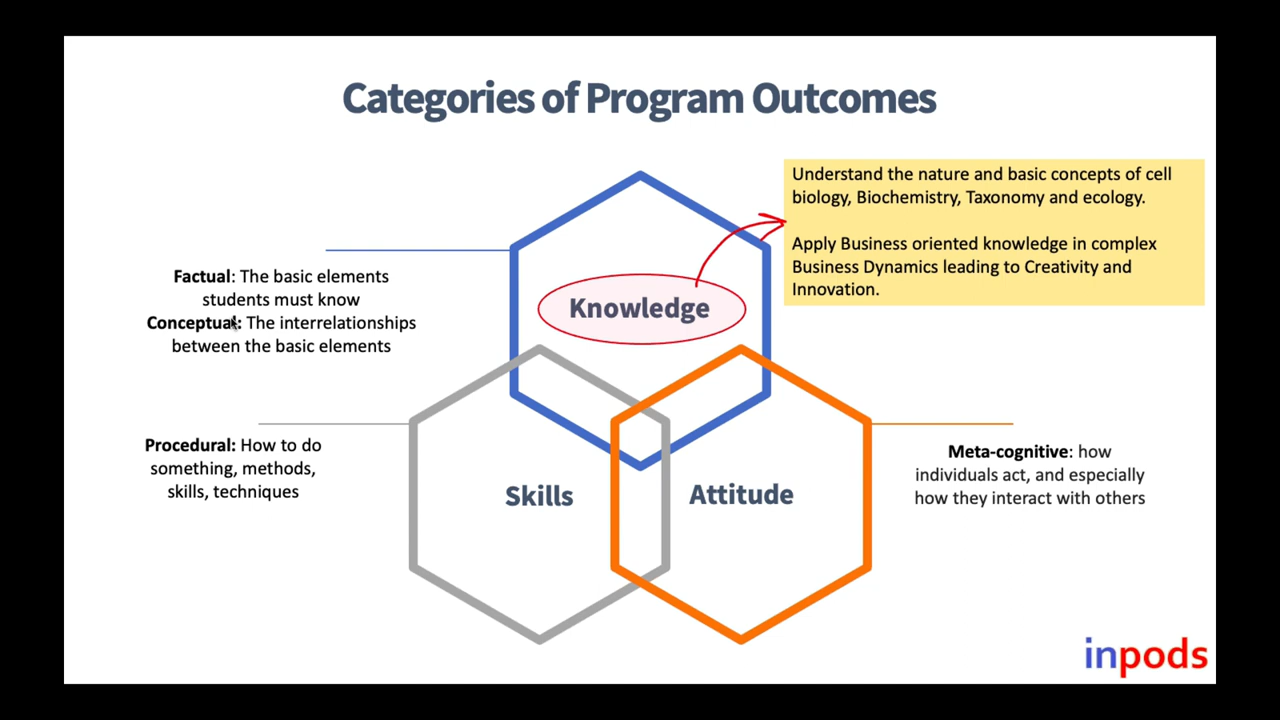 Categories of Program Outcomes
Understand the nature and basic concepts of cell
biology, Biochemistry, Taxonomy and ecology.
Apply Business oriented knowledge in complex
Business Dynamics leading to Creativity and
Innovation.
Factual: The basic elements
students must know
Conceptual: The interrelationships
between the basic elements
Knowledge
Procedural: How to do
something, methods,
skills, techniques
Skills
Attitude
Meta-cognitive: how
individuals act, and especially
how they interact with others
inpods